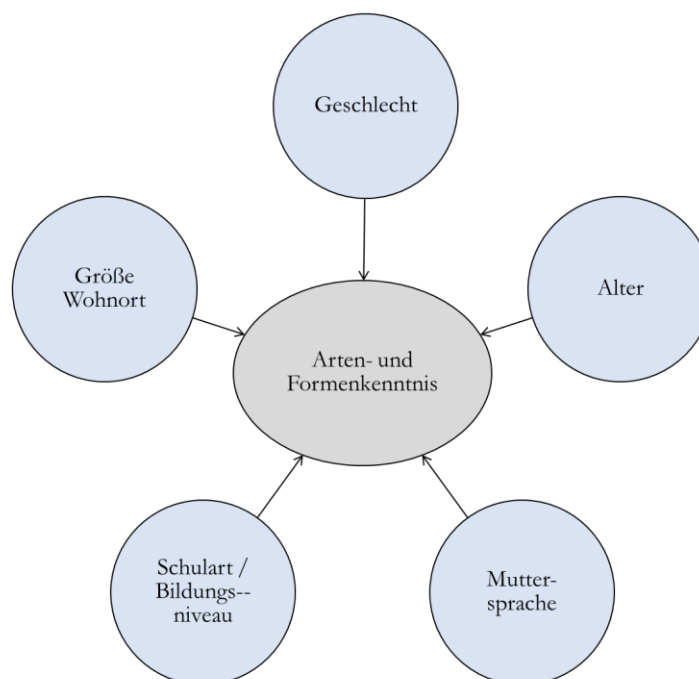 Geschlecht
Größe
Wohnort
Alter
Arten- und
Formenkenntnis
Schulart /
Bildungs--
niveau
Mutter-
sprache